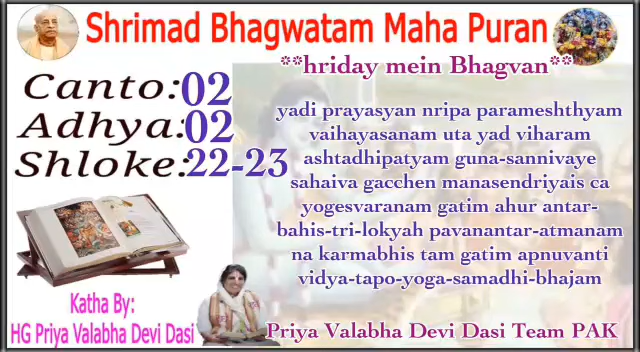 Shrimad Bhagwatam Maha Puran
**hriday mein Bhagvan**
Canto:02
Adhya:02
Shloke:22-23
yadi prayasyan nripa parameshthyam
vaihayasanam uta yad viharam
ashtadhipatyam guna-sannivaye
sahaiva gacchen manasendriyais ca
yogesvaranam gatim ahur antar-
bahis-tri-lokyah pavanantar-atmanam
na karmabhis tam gatim apnuvanti
vidya-tapo-yoga-samadhi-bhajam
Katha By:
HG Priya Valabha Devi Dasi
Priya Valabha Devi Dasi Team PAK